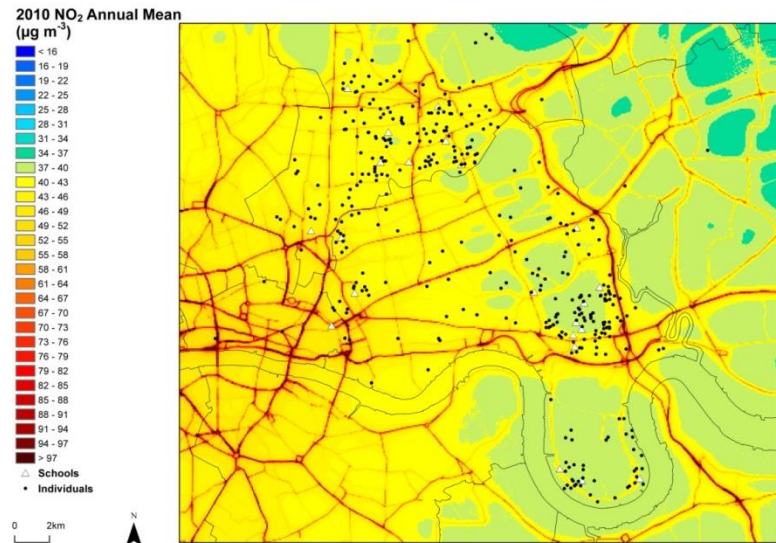 2010 NO₂ Annual Mean
(µg m⁻³)
< 16
16 - 19
19 - 22
22 - 25
25 - 28
28 - 31
31 - 34
34 - 37
37 - 40
40 - 43
43 - 46
46 - 49
49 - 52
52 - 55
55 - 58
58 - 61
61 - 64
64 - 67
67 - 70
70 - 73
73 - 76
76 - 79
79 - 82
82 - 85
85 - 88
88 - 91
91 - 94
94 - 97
> 97
Schools
Individuals
0 2km
N